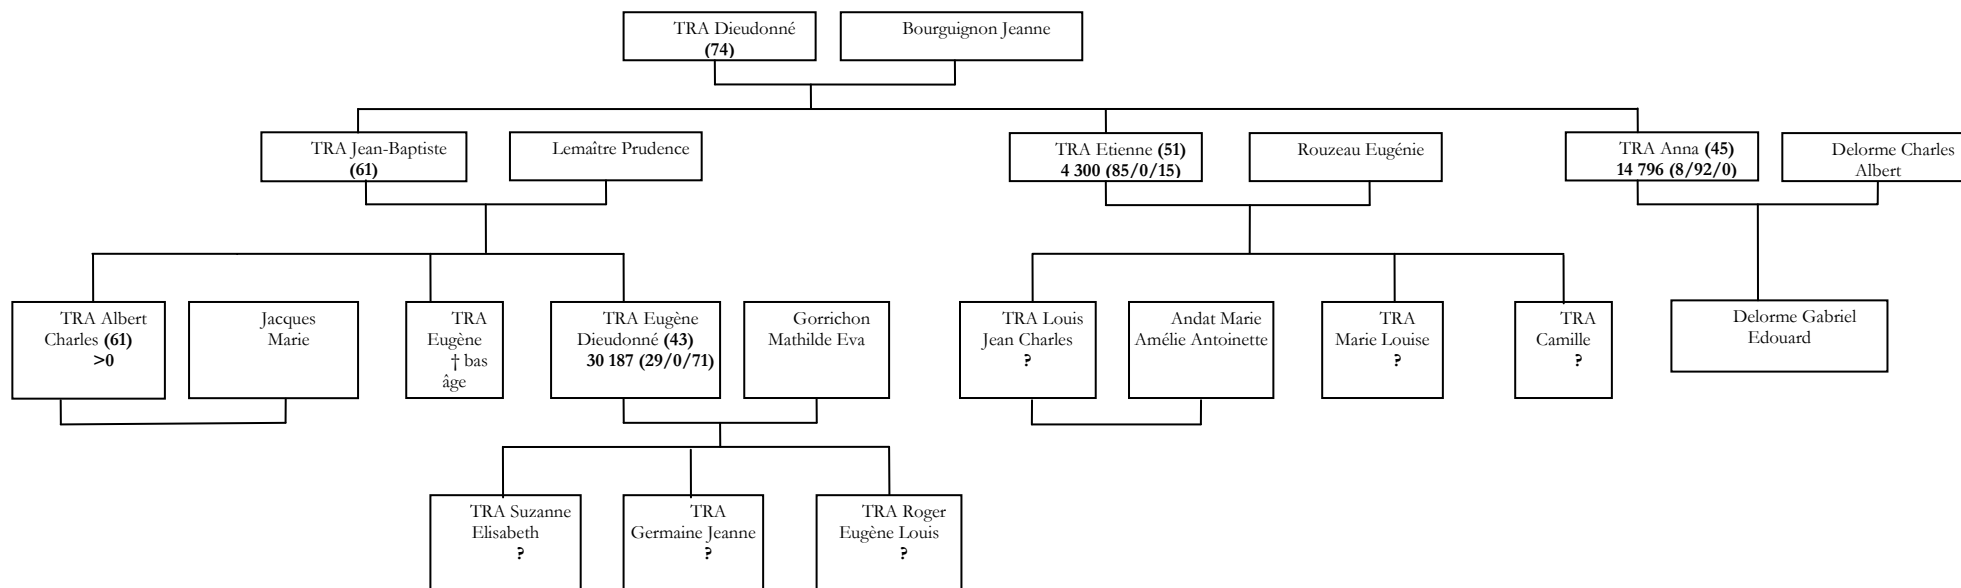 TRA Dieudonné
(74)
Bourguignon Jeanne
TRA Jean-Baptiste
(61)
Lemaître Prudence
TRA Etienne (51)
4 300 (85/0/15)
Rouzeau Eugénie
TRA Anna (45)
14 796 (8/92/0)
Delorme Charles
Albert
TRA Albert
Charles (61)
>0
Jacques
Marie
TRA
Eugène
† bas
âge
TRA Eugène
Dieudonné (43)
30 187 (29/0/71)
Gorrichon
Mathilde Eva
TRA Louis
Jean Charles
?
Andat Marie
Amélie Antoinette
TRA
Marie Louise
?
TRA
Camille
?
Delorme Gabriel
Edouard
TRA Suzanne
Elisabeth
?
TRA
Germaine Jeanne
?
TRA Roger
Eugène Louis
?